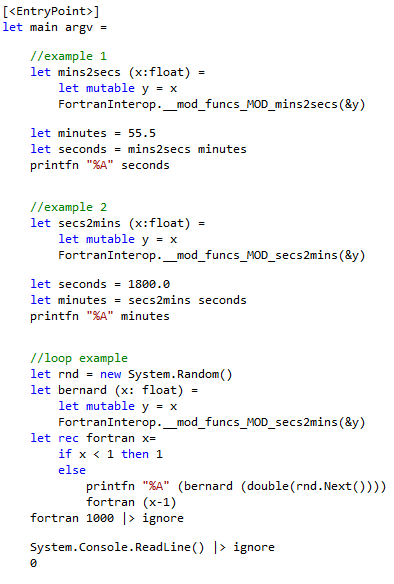 [<EntryPoint>]
let main argv =
//example 1
let mins2secs (x:float) =
let mutable y = x
FortranInterop.__mod_funcs_MOD_mins2secs(&y)
let minutes = 55.5
let seconds = mins2secs minutes
printfn "%A" seconds
//example 2
let secs2mins (x:float) =
let mutable y = x
FortranInterop.__mod_funcs_MOD_secs2mins(&y)
let seconds = 1800.0
let minutes = secs2mins seconds
printfn "%A" minutes
//loop example
let rnd = new System.Random()
let bernard (x: float) =
let mutable y = x
FortranInterop.__mod_funcs_MOD_secs2mins(&y)
let rec fortran x=
if x < 1 then 1
else
printfn "%A" (bernard (double(rnd.Next())))
fortran (x-1)
fortran 1000 |> ignore
System.Console.ReadLine() |> ignore
0